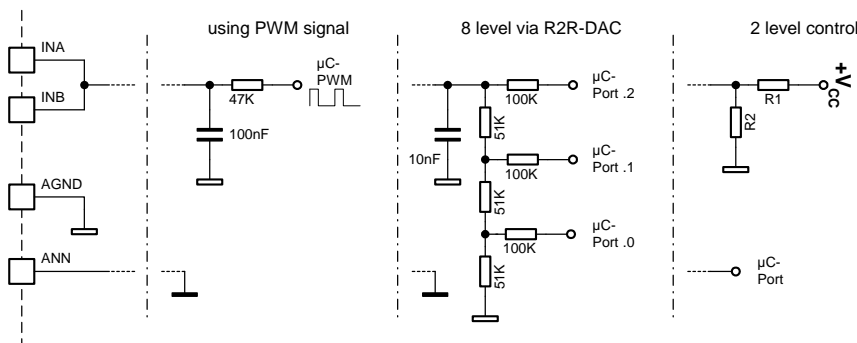 using PWM signal
8 level via R2R-DAC
2 level control
INA
INB
AGND
ANN
µC-
PWM
47K
100nF
µC-
Port .2
100K
51K
10nF
µC-
Port .1
100K
51K
µC-
Port .0
100K
51K
+VCC
R1
R2
µC-
Port